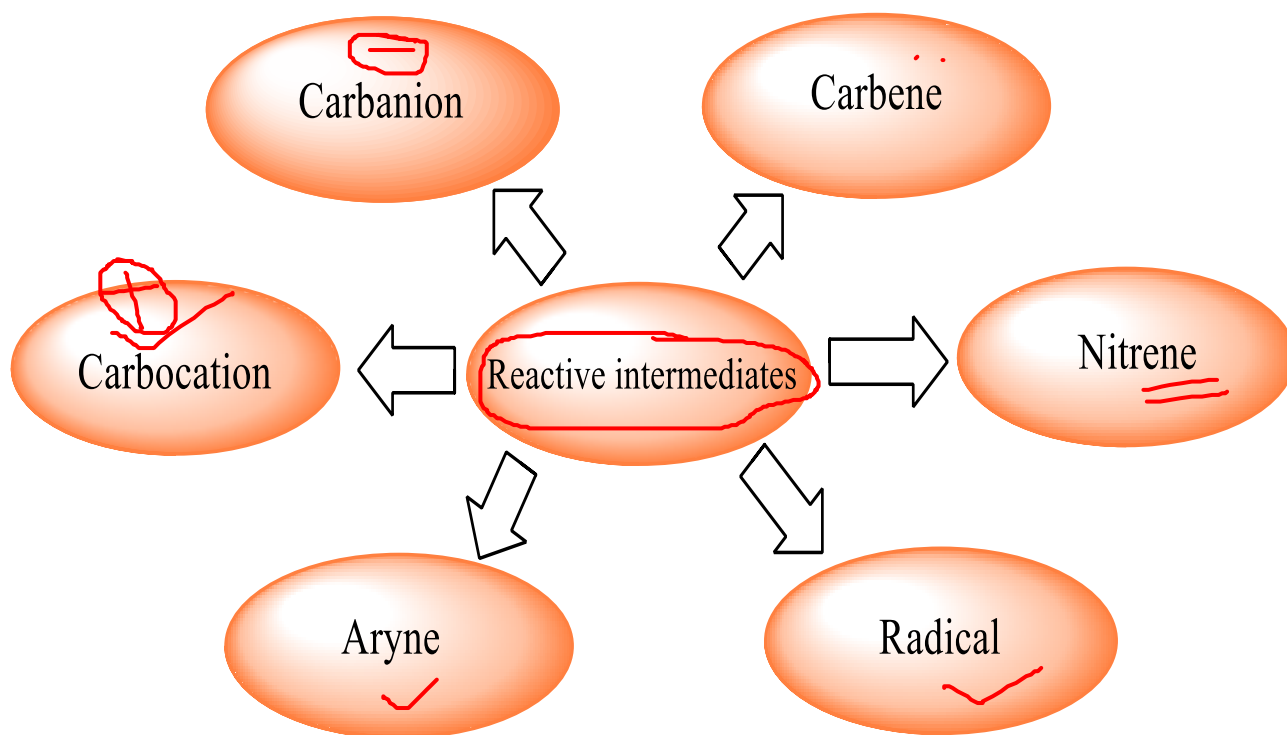 Carbanion
Carbene
Carbocation
Reactive intermediates
Nitrene
Aryne
Radical